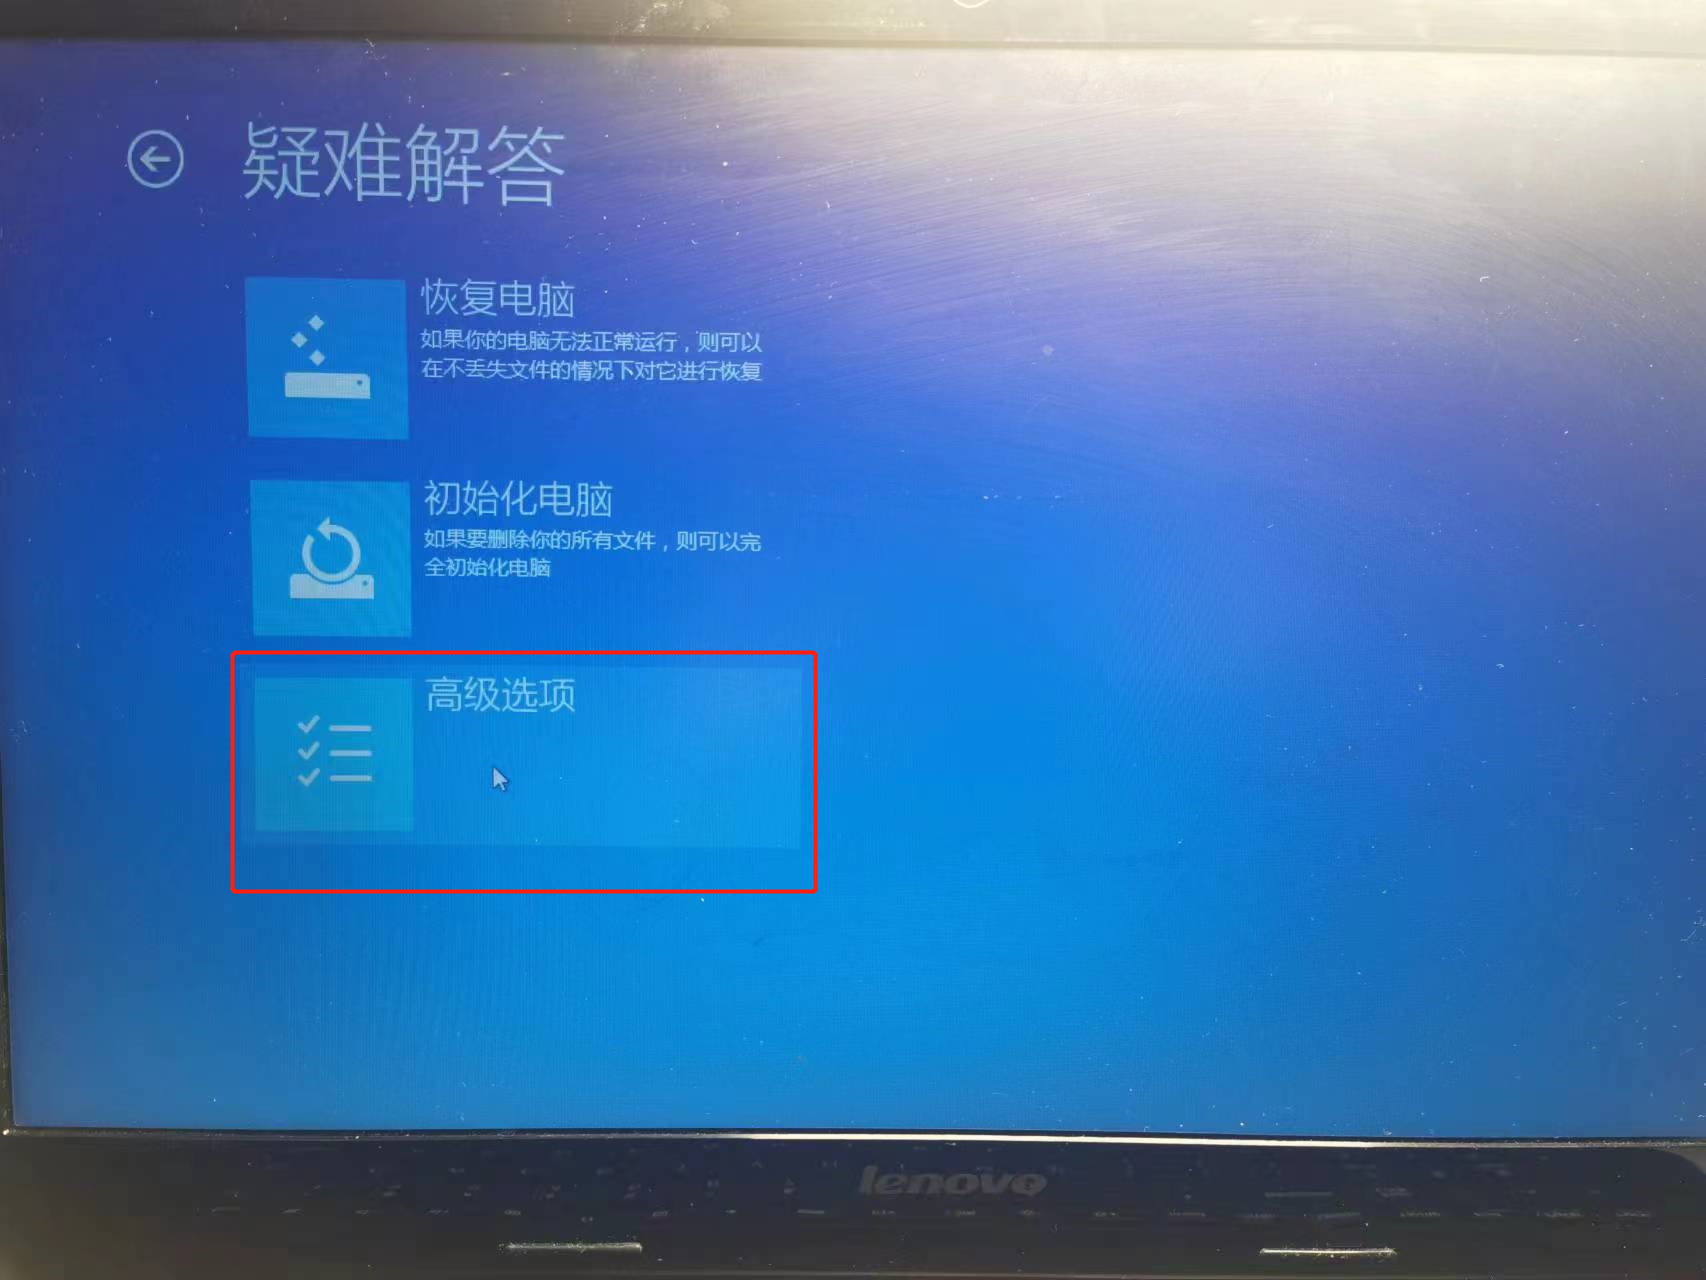 疑难解答
恢复电脑
如果你的电脑无法正常运行，则可以
在不丢失文件的情况下对它进行恢复
初始化电脑
如果要删除你的所有文件，则可以完
全初始化电脑
高级选项
lenovo